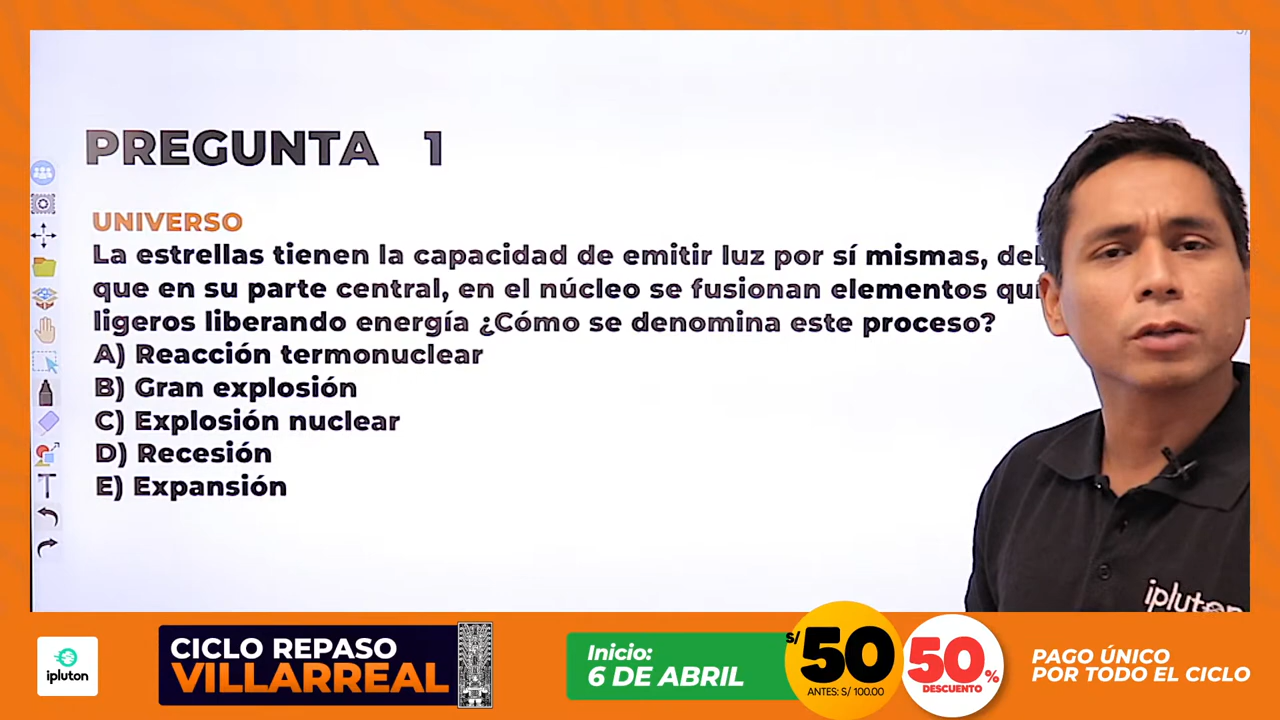 PREGUNTA 1
UNIVERSO
La estrellas tienen la capacidad de emitir luz por sí mismas,
que en su parte central, en el núcleo se fusionan elementos
ligeros liberando energía ¿Cómo se denomina este proceso?
A) Reacción termonuclear
B) Gran explosión
C) Explosión nuclear
D) Recesión
E) Expansión
ipluton
ipluton
CICLO REPASO
VILLARREAL
Inicio:
6 DE ABRIL
S/ 50
ANTES: S/ 100.00
50%
DESCUENTO
PAGO ÚNICO
POR TODO EL CICLO